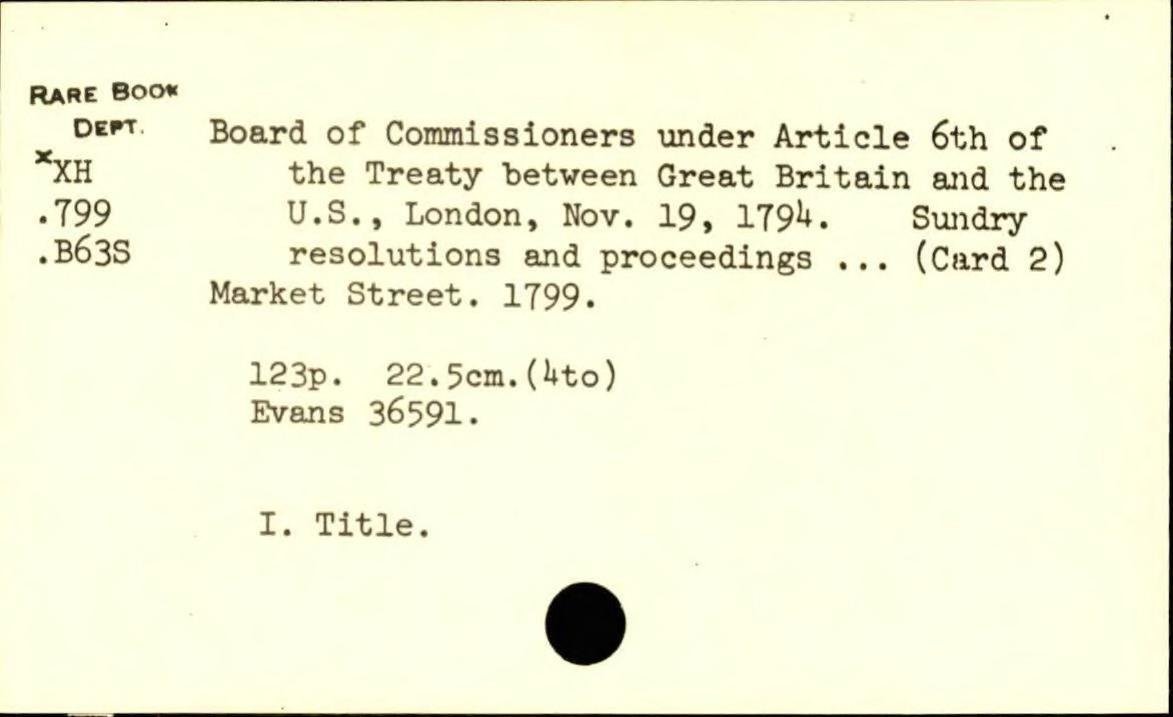 RARE BOOK
DEPT.
Board of Commissioners under Article 6th of
xXH the Treaty between Great Britain and the
.799 U.S., London, Nov. 19, 1794. Sundry
.B63S resolutions and proceedings ... (Card 2)
Market Street. 1799.
123p. 22.5cm.(4to)
Evans 36591.
I. Title.